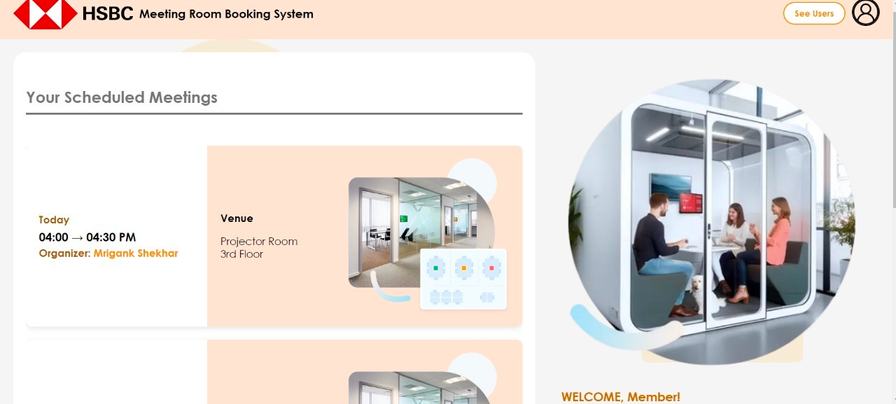 HSBC Meeting Room Booking System
See Users
Your Scheduled Meetings
Today
04:00 → 04:30 PM
Organizer: Mrigank Shekhar
Venue
Projector Room
3rd Floor
WELCOME, Member!